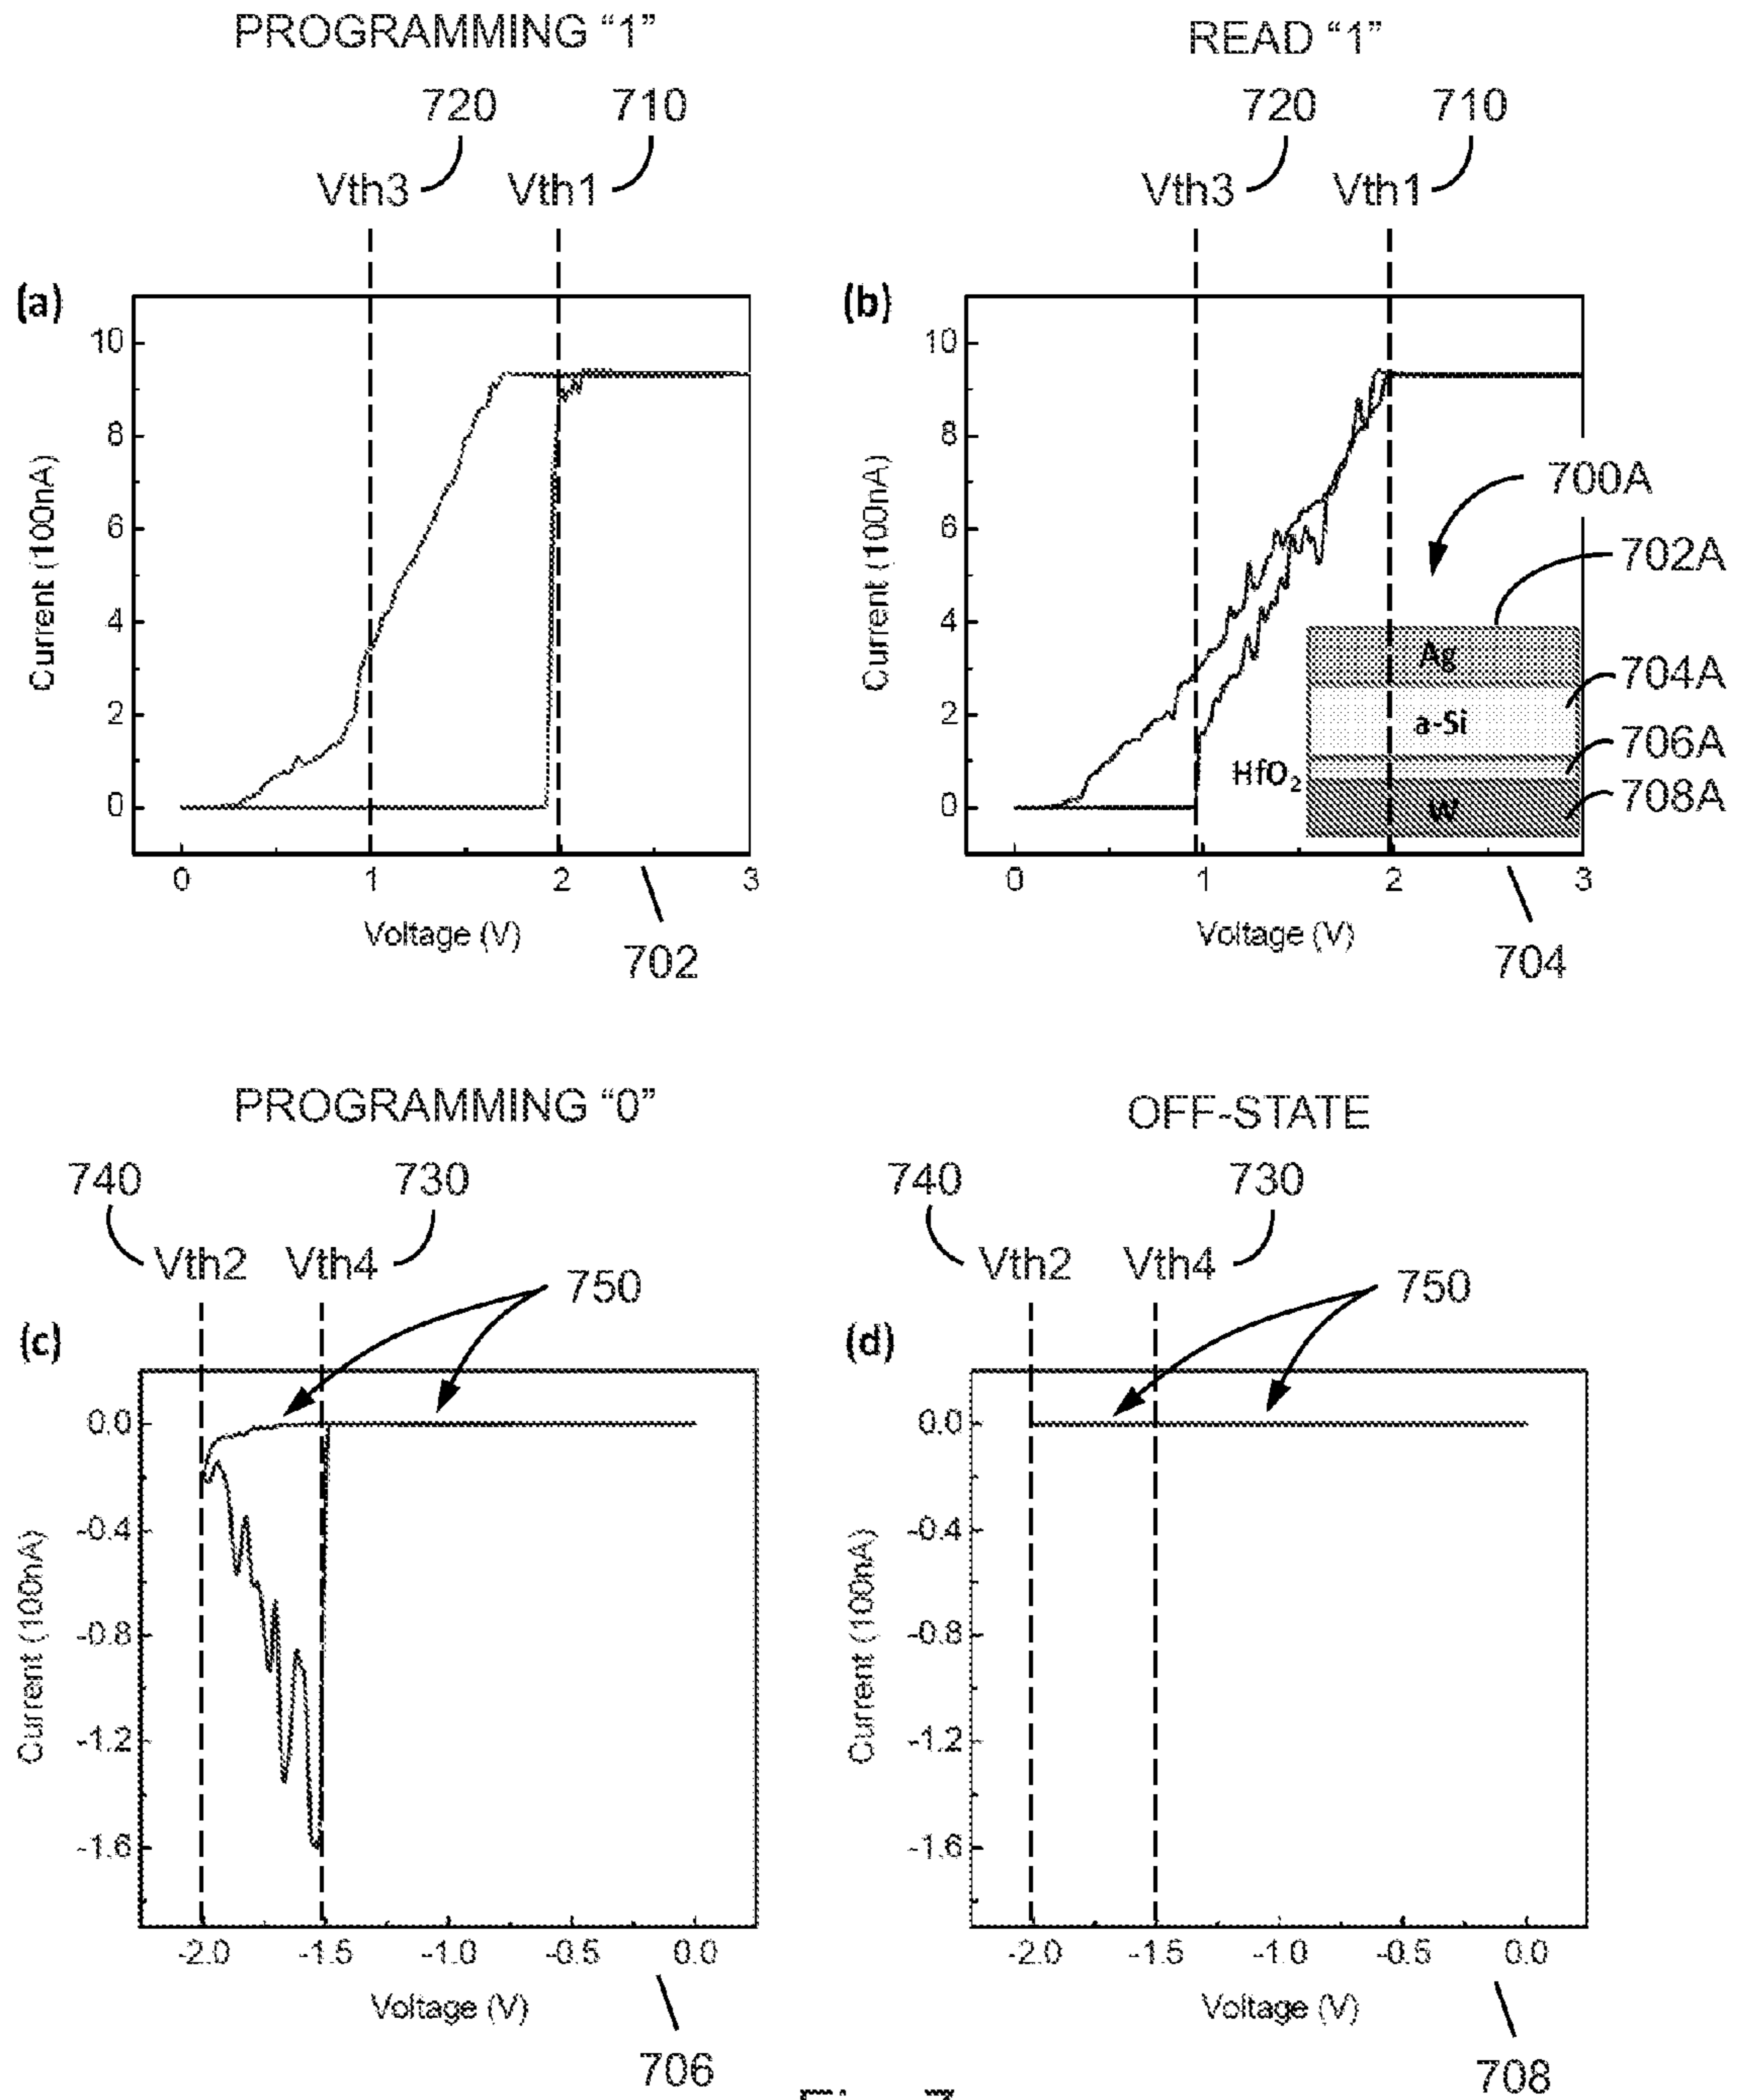 PROGRAMMING “1”
720
710
Vth3
Vth1
(a)
10
8
6
4
2
0
Current (100nA)
0
1
2
3
Voltage (V)
702
READ “1”
720
710
Vth3
Vth1
(b)
10
8
6
4
2
0
Current (100nA)
700A
702A
Ag
704A
a-Si
706A
HfO₂
708A
W
0
1
2
3
Voltage (V)
704
PROGRAMMING “0”
740
730
Vth2
Vth4
750
(c)
0.0
-0.4
-0.8
-1.2
-1.6
Current (100nA)
-2.0
-1.5
-1.0
-0.5
0.0
Voltage (V)
706
OFF-STATE
740
730
Vth2
Vth4
750
(d)
0.0
-0.4
-0.8
-1.2
-1.6
Current (100nA)
-2.0
-1.5
-1.0
-0.5
0.0
Voltage (V)
708